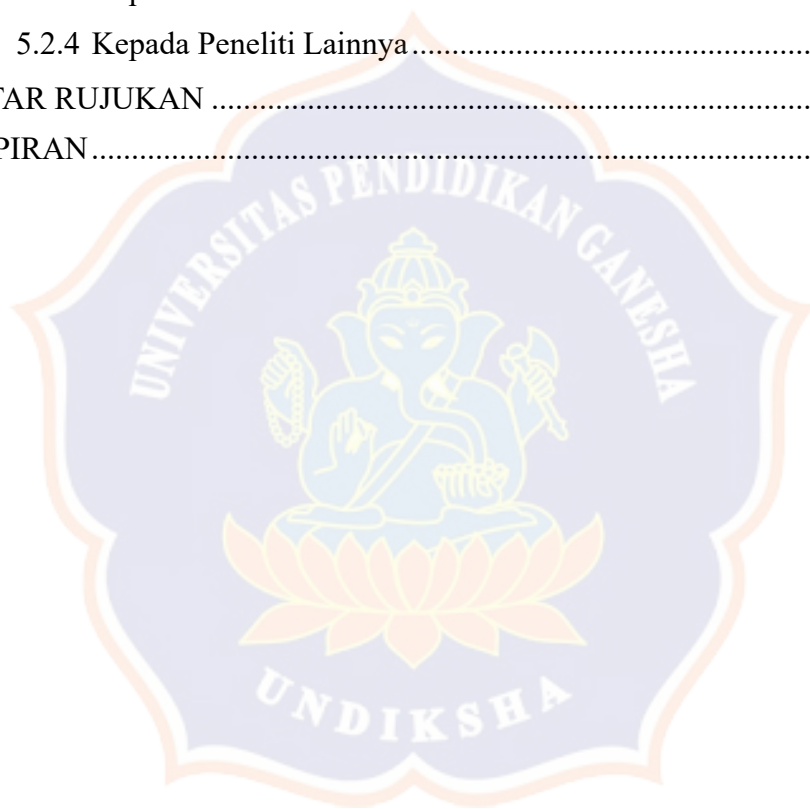 5.2.4 Kepada Peneliti Lainnya..................................................
TAR RUJUKAN..........................................................................
PIRAN.........................................................................................
UNIVERSITAS PENDIDIKAN GANESHA
UNDIKSHA